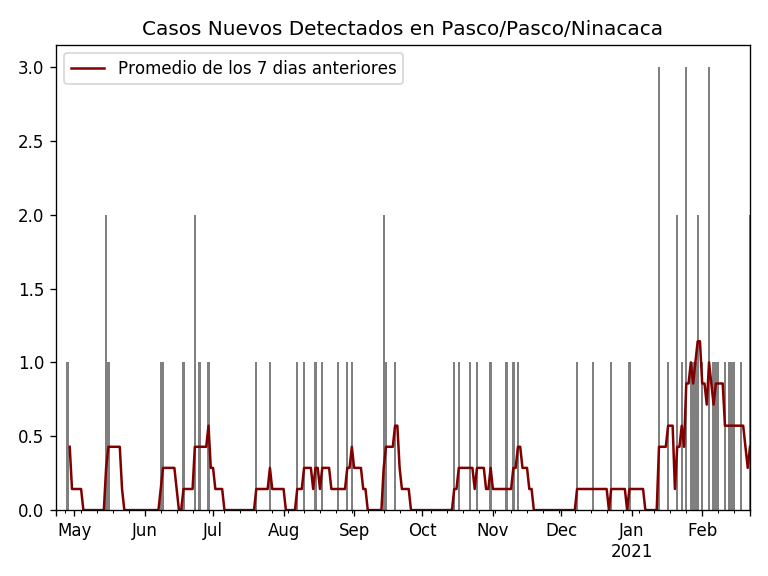 Casos Nuevos Detectados en Pasco/Pasco/Ninacaca
Promedio de los 7 dias anteriores
3.0
2.5
2.0
1.5
1.0
0.5
0.0
May Jun Jul Aug Sep Oct Nov Dec Jan Feb
2021